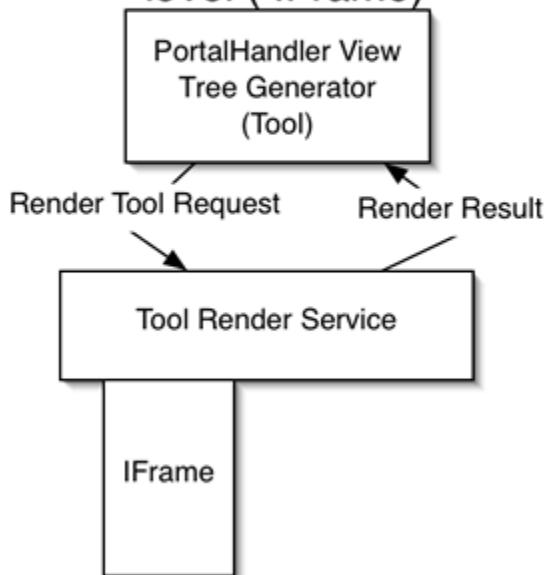 PortalHandler View
Tree Generator
(Tool)
Render Tool Request
Render Result
Tool Render Service
IFrame